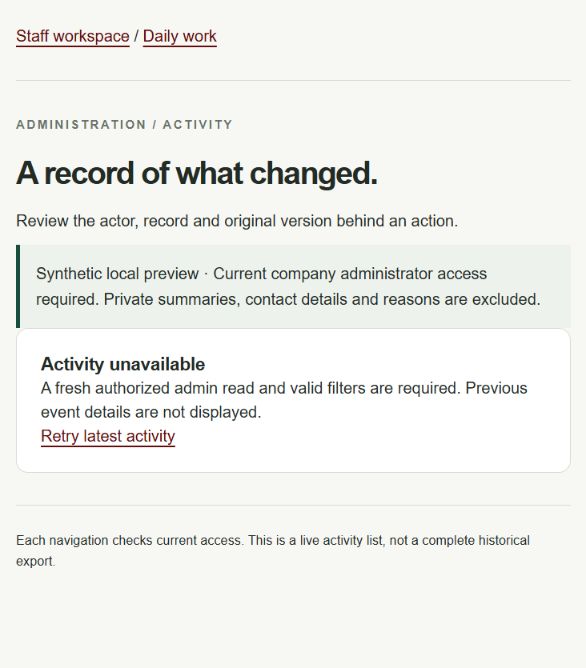 Staff workspace / Daily work
ADMINISTRATION / ACTIVITY
A record of what changed.
Review the actor, record and original version behind an action.
Synthetic local preview · Current company administrator access
required. Private summaries, contact details and reasons are excluded.
Activity unavailable
A fresh authorized admin read and valid filters are required. Previous
event details are not displayed.
Retry latest activity
Each navigation checks current access. This is a live activity list, not a complete historical
export.